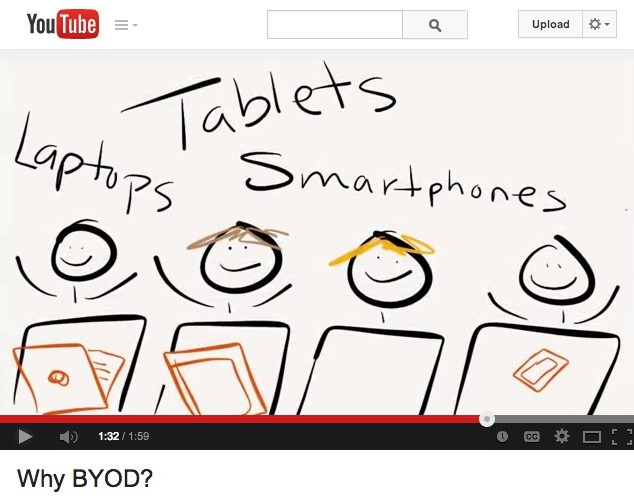 YouTube
Upload
Tablets
Laptops
Smartphones
1:32 / 1:59
CC
Why BYOD?